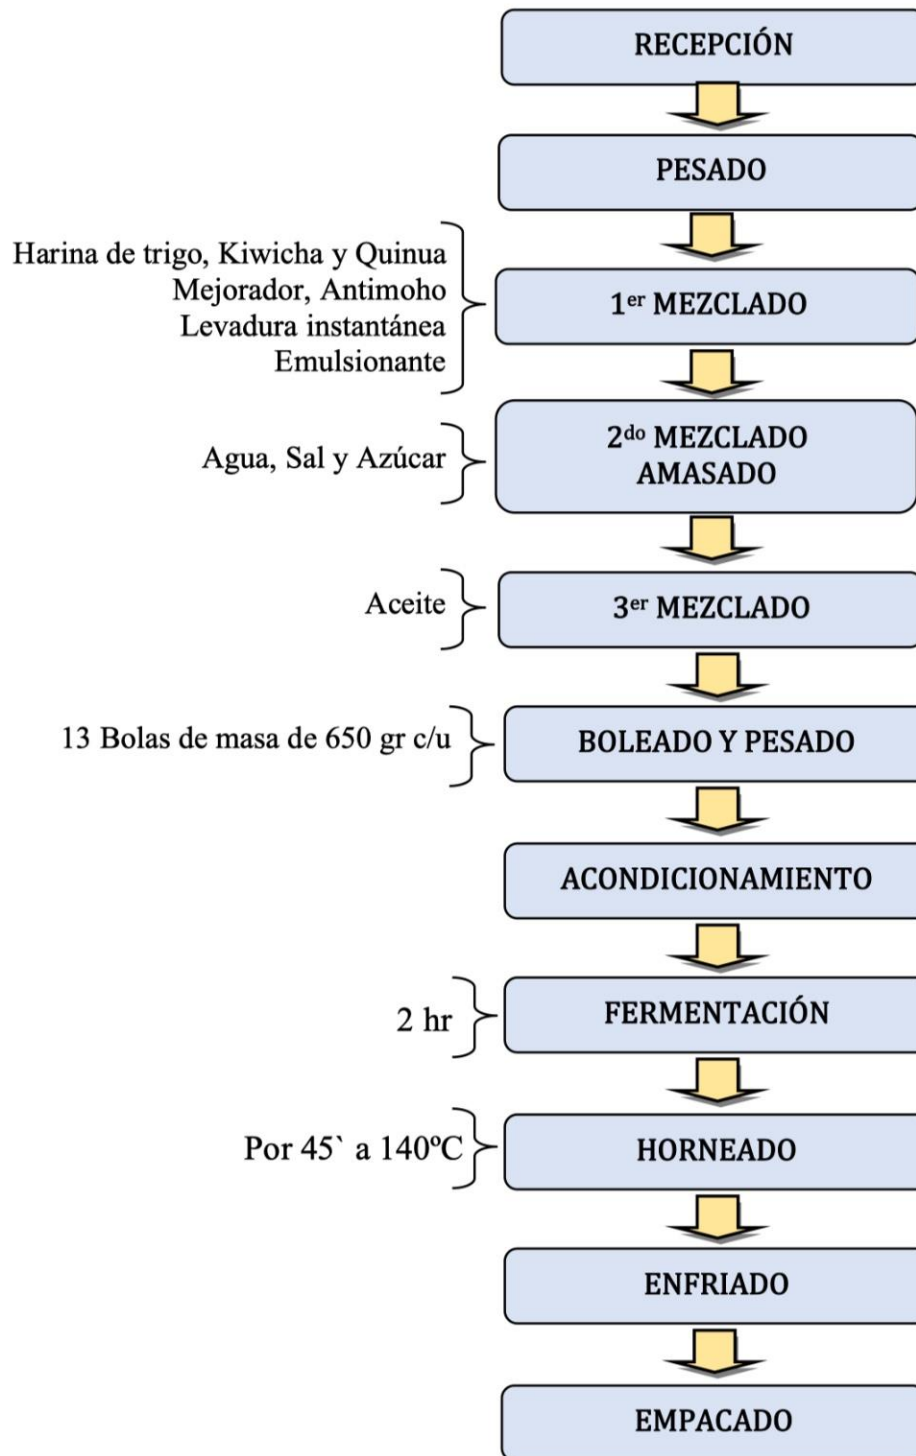 RECEPCIÓN
PESADO
Harina de trigo, Kiwicha y Quinua
Mejorador, Antimoho
Levadura instantánea
Emulsionante
1er MEZCLADO
Agua, Sal y Azúcar
2do MEZCLADO
AMASADO
Aceite
3er MEZCLADO
13 Bolas de masa de 650 gr c/u
BOLEADO Y PESADO
ACONDICIONAMIENTO
2 hr
FERMENTACIÓN
Por 45` a 140ºC
HORNEADO
ENFRIADO
EMPACADO